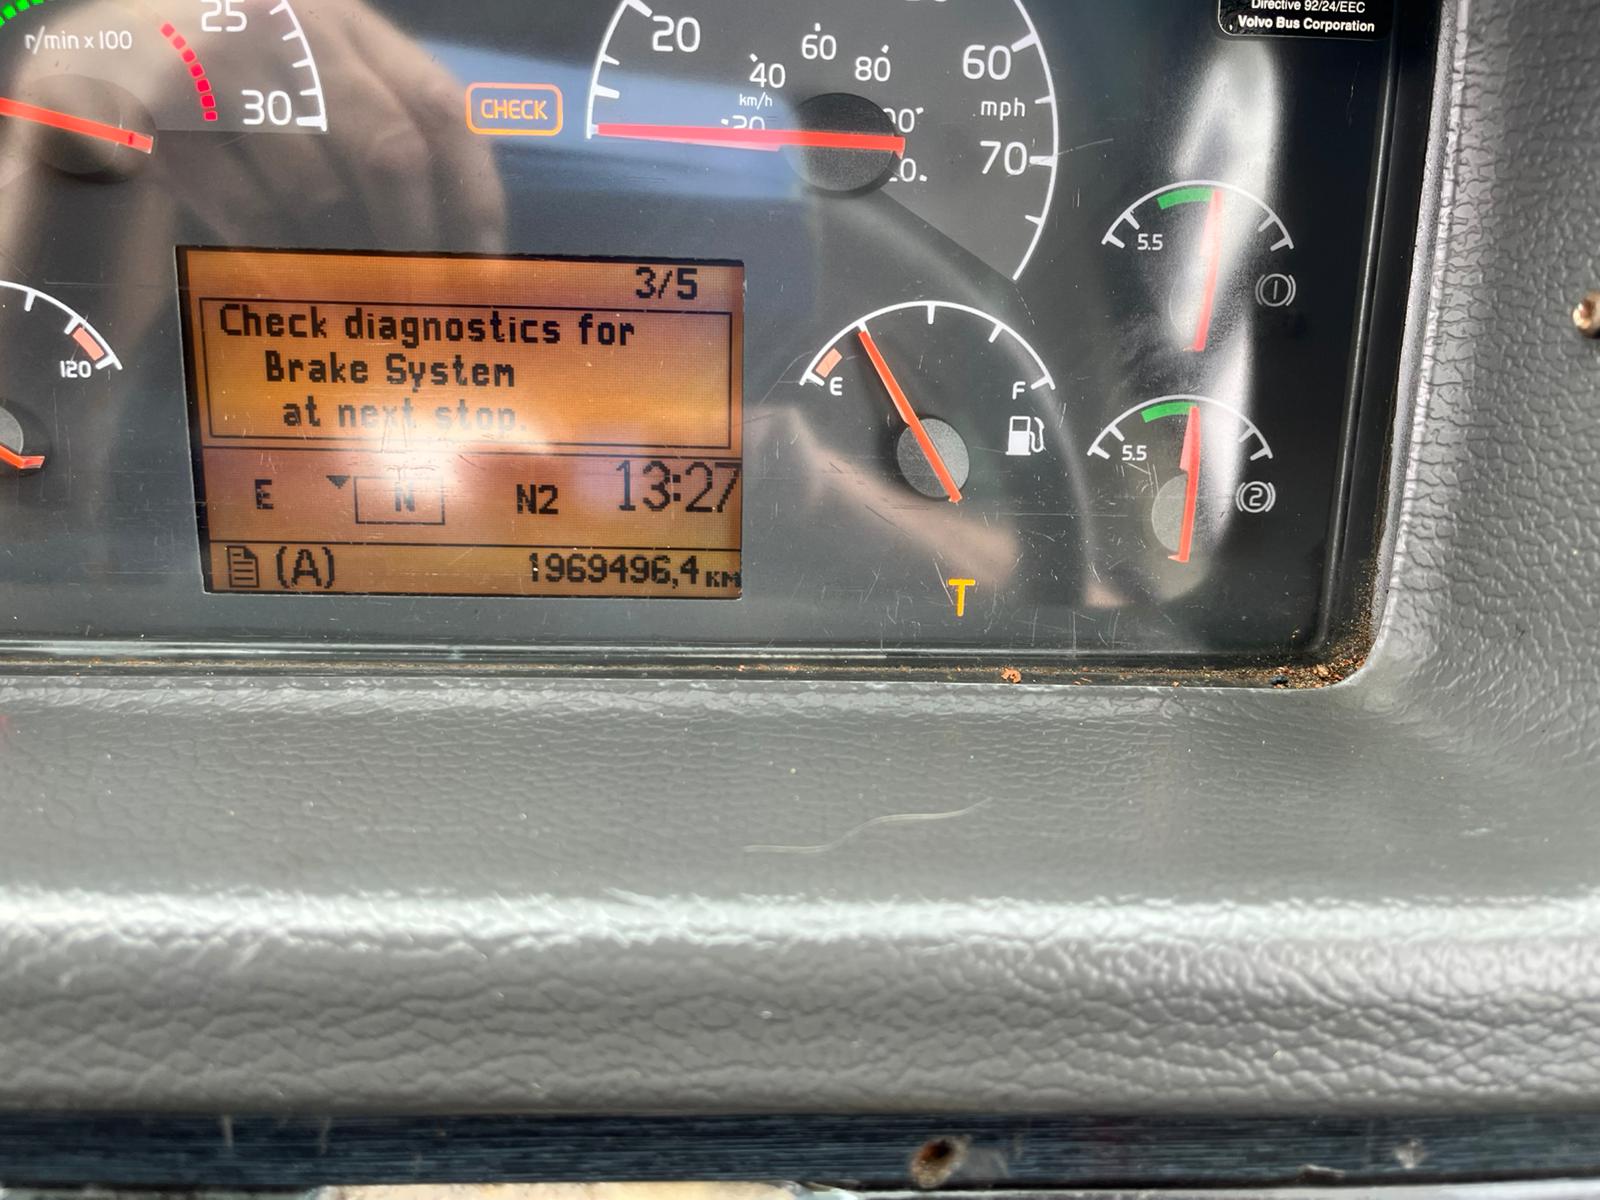 Directive 92/24/EEC
Volvo Bus Corporation
r/min x 100
25
30
CHECK
20
40
60
80
km/h
60
mph
70
5.5
1
120
3/5
Check diagnostics for
Brake System
at next stop.
E N N2 13:27
(A) 1969496,4 KM
E
F
5.5
2
T